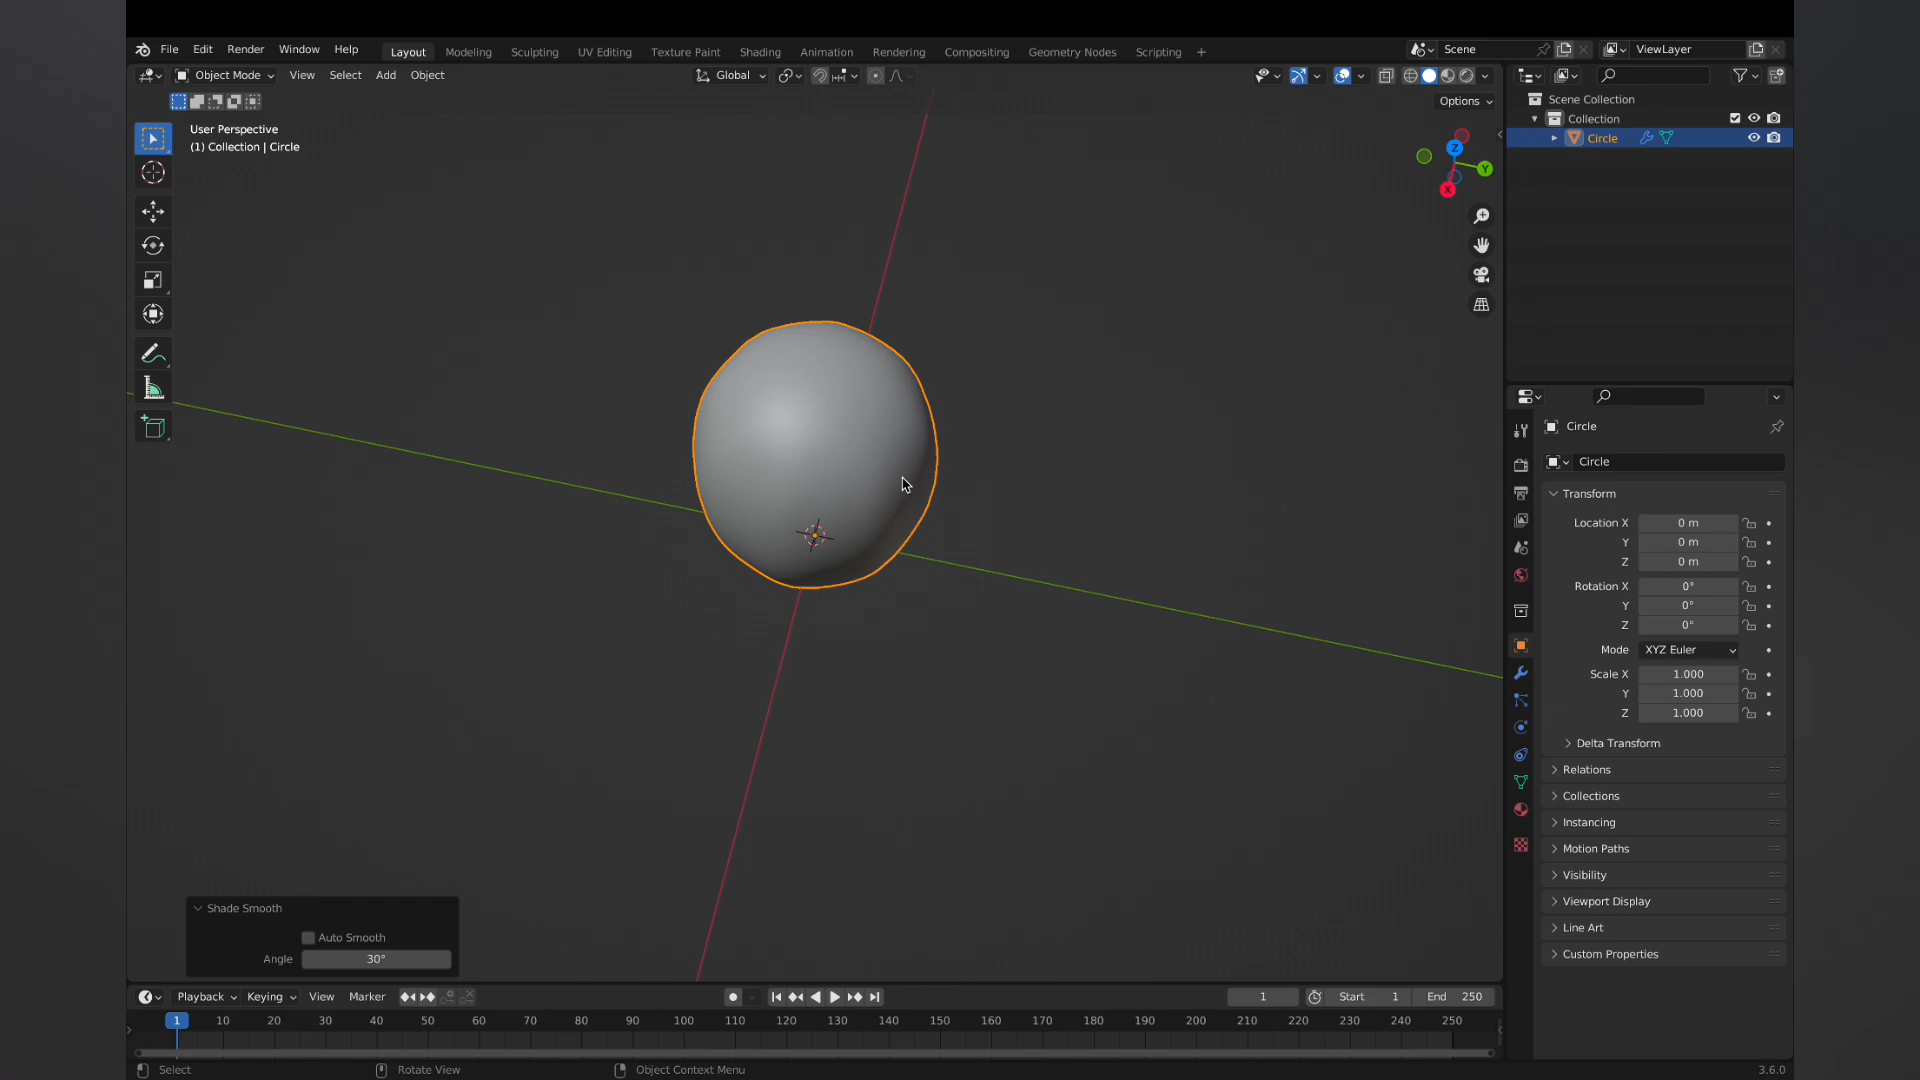 File Edit Render Window Help Layout Modeling Sculpting UV Editing Texture Paint Shading Animation Rendering Compositing Geometry Nodes Scripting + Scene ViewLayer
Object Mode View Select Add Object Global
Options
User Perspective
(1) Collection | Circle
Z
Y
X
Scene Collection
Collection
Circle
Circle
Circle
Transform
Location X 0 m
Y 0 m
Z 0 m
Rotation X 0°
Y 0°
Z 0°
Mode XYZ Euler
Scale X 1.000
Y 1.000
Z 1.000
Delta Transform
Relations
Collections
Instancing
Motion Paths
Visibility
Viewport Display
Line Art
Custom Properties
Shade Smooth
Auto Smooth
Angle 30°
Playback Keying View Marker 1 Start 1 End 250
1 10 20 30 40 50 60 70 80 90 100 110 120 130 140 150 160 170 180 190 200 210 220 230 240 250
Select Rotate View Object Context Menu 3.6.0